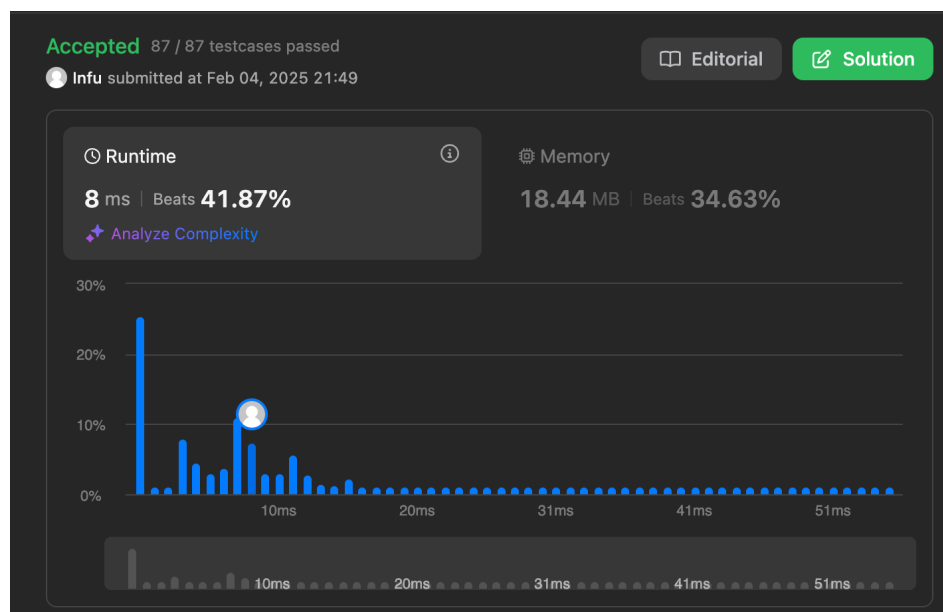 Accepted 87 / 87 testcases passed
Infu submitted at Feb 04, 2025 21:49
Editorial
Solution
Runtime
8 ms | Beats 41.87%
Analyze Complexity
Memory
18.44 MB | Beats 34.63%
30%
20%
10%
0%
10ms 20ms 31ms 41ms 51ms
10ms 20ms 31ms 41ms 51ms